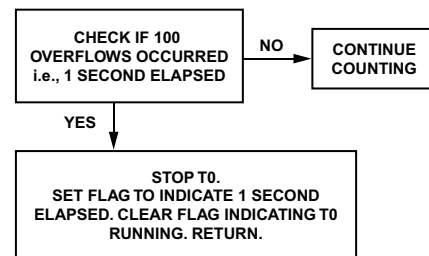 CHECK IF 100
OVERFLOWS OCCURRED
i.e., 1 SECOND ELAPSED
NO
CONTINUE
COUNTING
YES
STOP T0.
SET FLAG TO INDICATE 1 SECOND
ELAPSED. CLEAR FLAG INDICATING T0
RUNNING. RETURN.